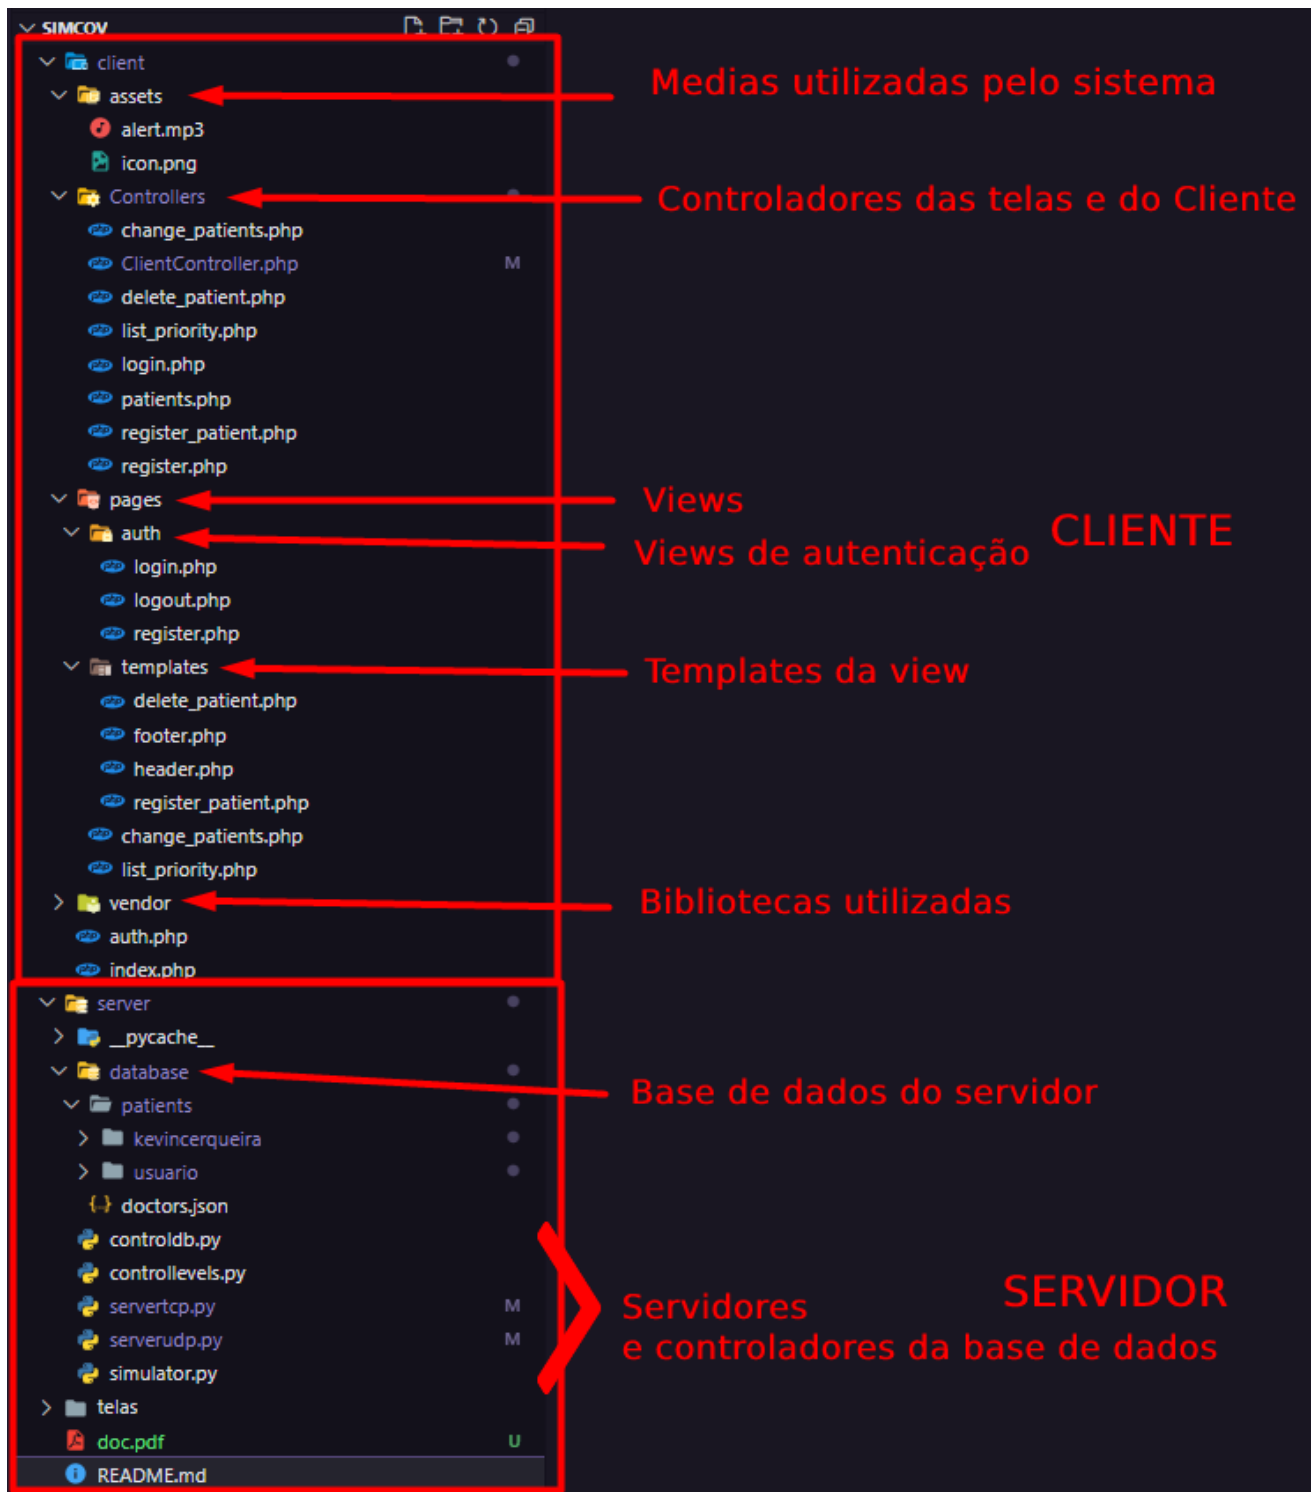 SIMCOV
client
assets
Medias utilizadas pelo sistema
alert.mp3
icon.png
Controllers
Controladores das telas e do Cliente
change_patients.php
ClientController.php M
delete_patient.php
list_priority.php
login.php
patients.php
register_patient.php
register.php
pages
Views
auth
Views de autenticação
CLIENTE
login.php
logout.php
register.php
templates
Templates da view
delete_patient.php
footer.php
header.php
register_patient.php
change_patients.php
list_priority.php
vendor
Bibliotecas utilizadas
auth.php
index.php
server
__pycache__
database
Base de dados do servidor
patients
kevincerqueira
usuario
doctors.json
controldb.py
controllevels.py
SERVIDOR
servertcp.py M
Servidores
serverudp.py M
e controladores da base de dados
simulator.py
telas
doc.pdf U
README.md